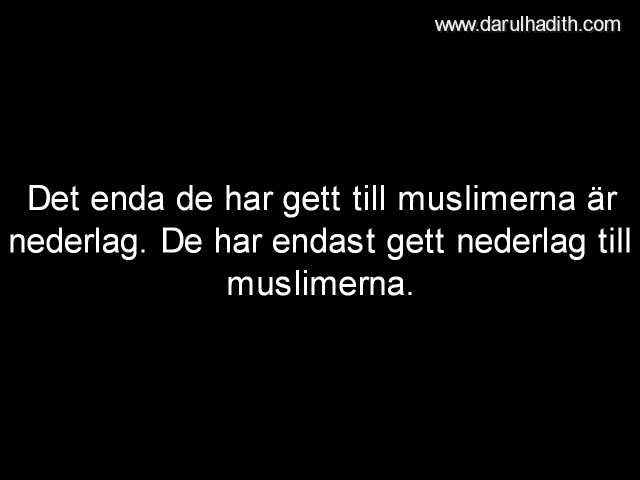 www.darulhadith.com
Det enda de har gett till muslimerna är
nederlag. De har endast gett nederlag till
muslimerna.